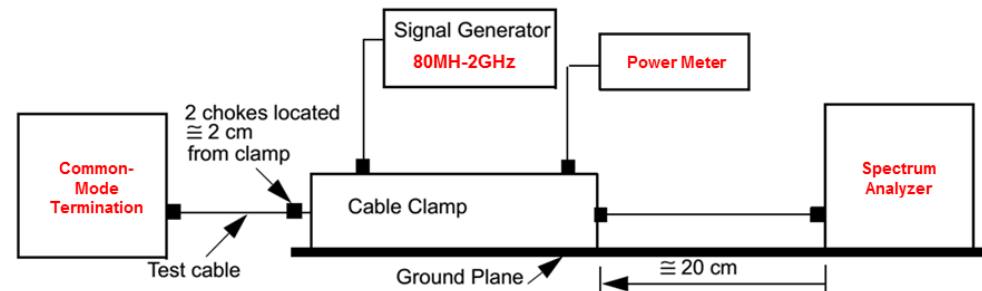 Signal Generator
80MH-2GHz
Power Meter
2 chokes located
≅ 2 cm
from clamp
Common-
Mode
Termination
Spectrum
Analyzer
Cable Clamp
Test cable
Ground Plane
≅ 20 cm